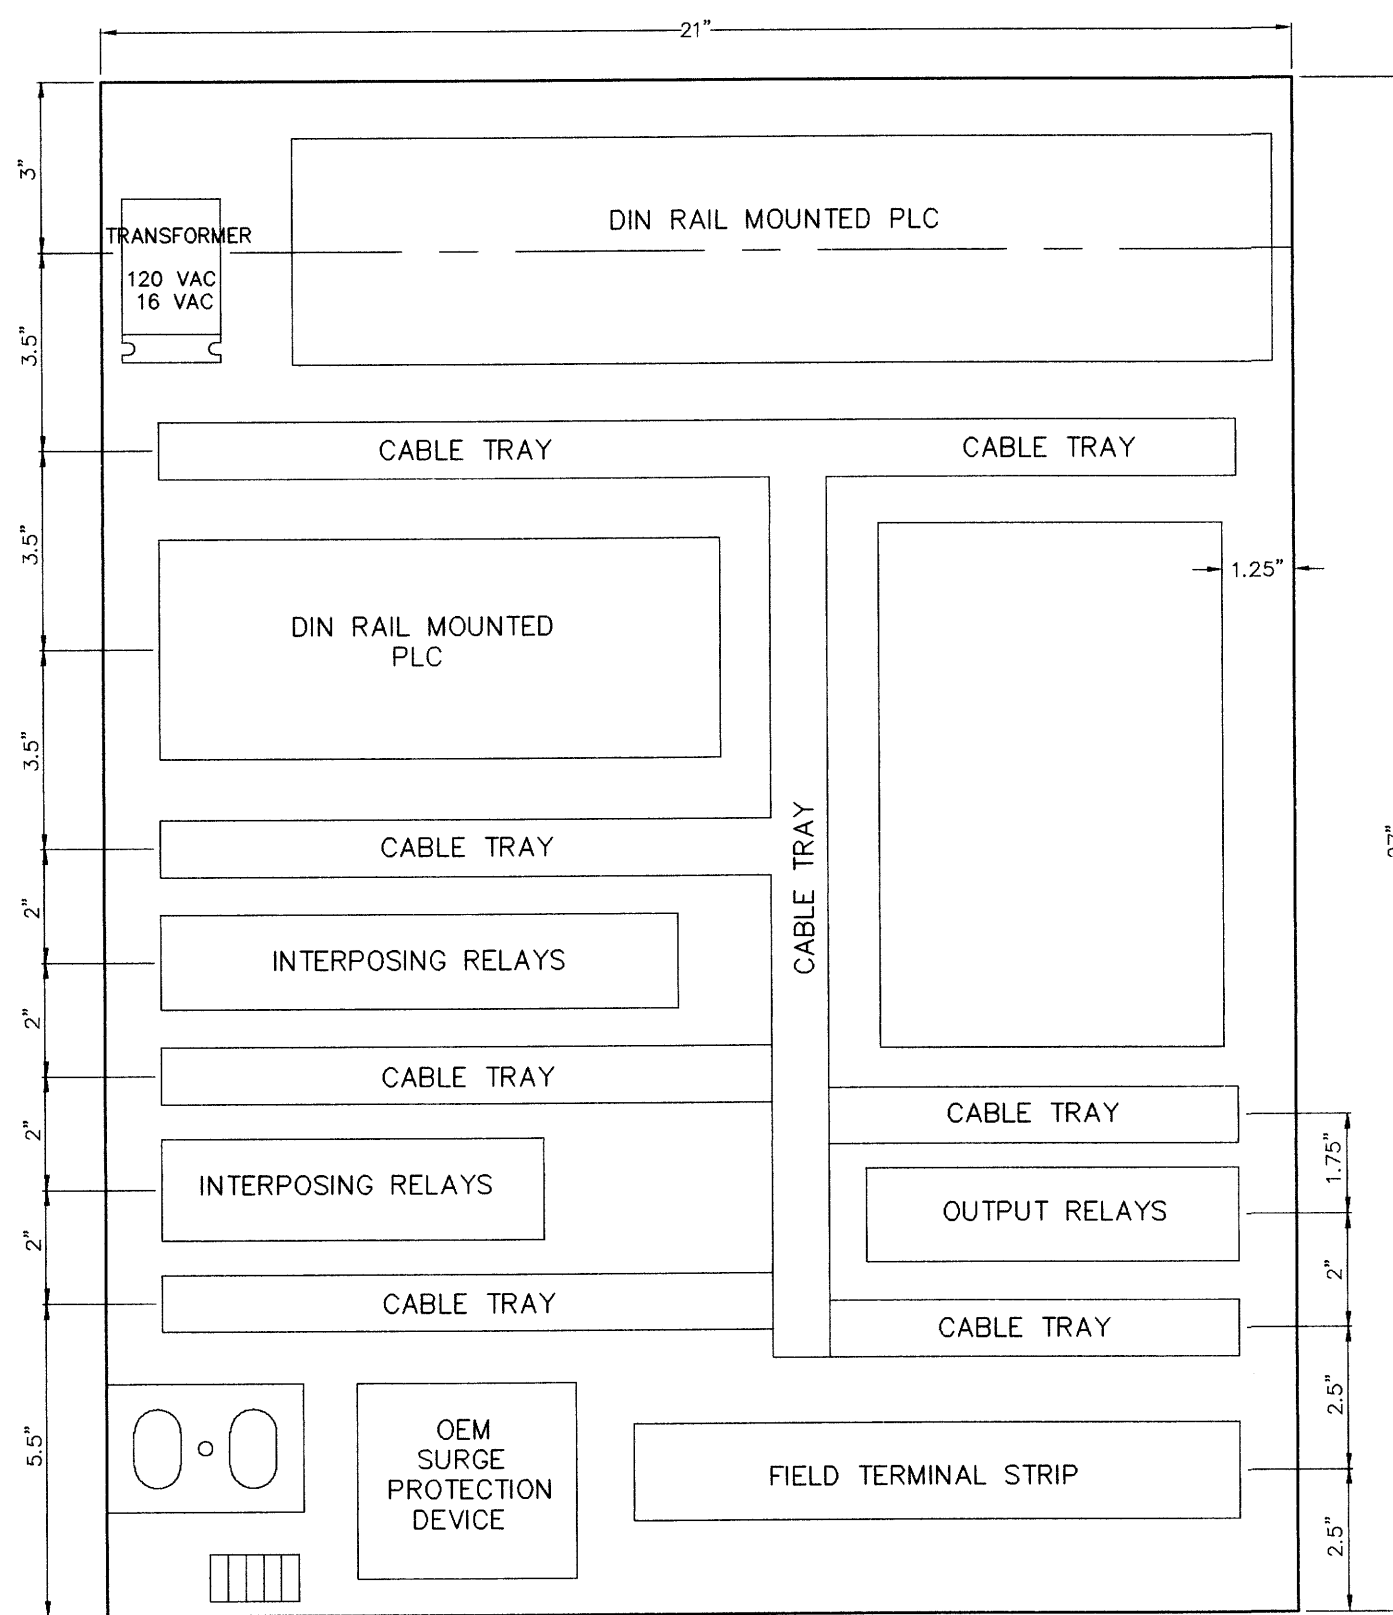 21"
3"
DIN RAIL MOUNTED PLC
TRANSFORMER
120 VAC
16 VAC
3.5"
CABLE TRAY
CABLE TRAY
3.5"
1.25"
DIN RAIL MOUNTED
PLC
3.5"
CABLE TRAY
CABLE TRAY
2"
INTERPOSING RELAYS
2"
CABLE TRAY
CABLE TRAY
2"
1.75"
INTERPOSING RELAYS
OUTPUT RELAYS
2"
2"
CABLE TRAY
CABLE TRAY
2.5"
5.5"
OEM
SURGE
PROTECTION
DEVICE
FIELD TERMINAL STRIP
2.5"